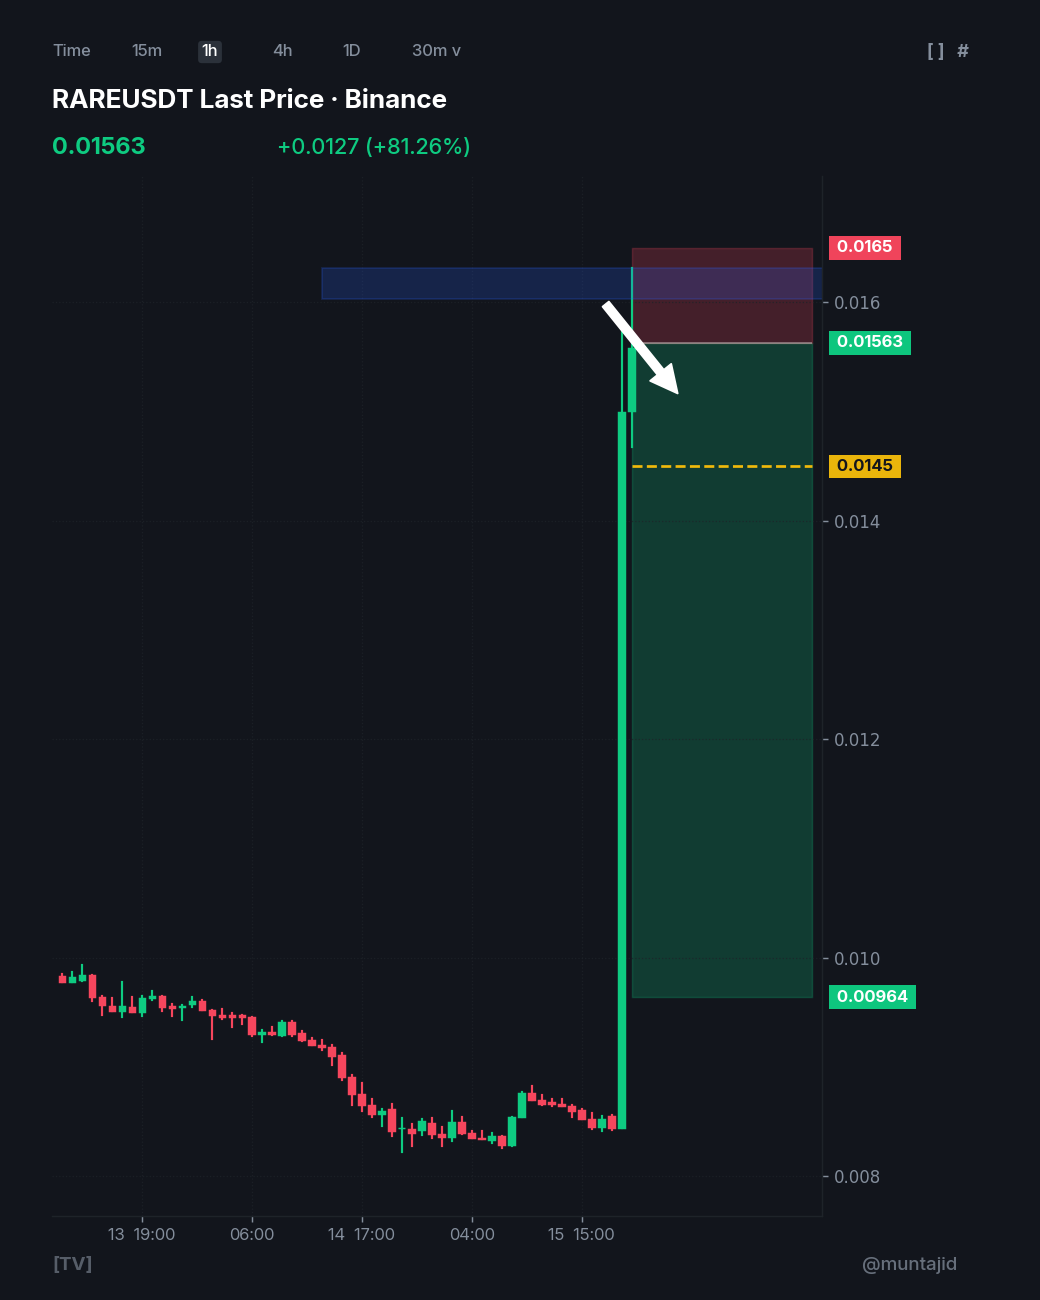 Time 15m 1h 4h 1D 30m v [ ] #
RAREUSDT Last Price · Binance
0.01563 +0.0127 (+81.26%)
0.0165
0.016
0.01563
0.0145
0.014
0.012
0.010
0.00964
0.008
13 19:00 06:00 14 17:00 04:00 15 15:00
[TV] @muntajid